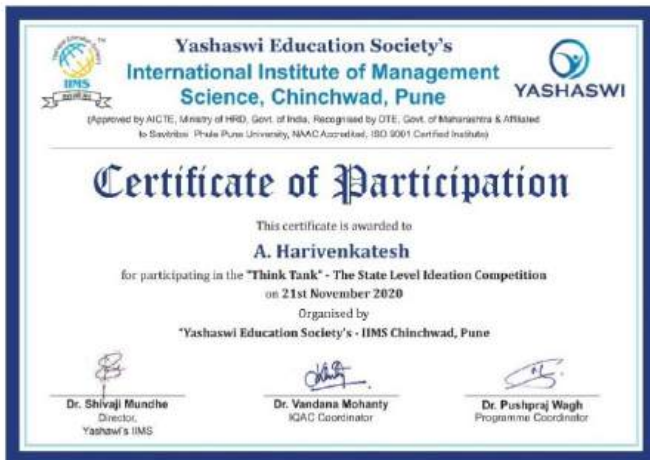 IIMS
Yashaswi Education Society's
International Institute of Management
Science, Chinchwad, Pune
YASHASWI
(Approved by AICTE, Ministry of HRD, Govt. of India, Recognised by DTE, Govt. of Maharashtra & Affiliated
to Savitribai Phule Pune University, NAAC Accredited, ISO 9001 Certified Institute)
Certificate of Participation
This certificate is awarded to
A. Harivenkatesh
for participating in the "Think Tank" - The State Level Ideation Competition
on 21st November 2020
Organised by
"Yashaswi Education Society's - IIMS Chinchwad, Pune
Dr. Shivaji Mundhe
Director,
Yashawi's IIMS
Dr. Vandana Mohanty
IQAC Coordinator
Dr. Pushpraj Wagh
Programme Coordinator